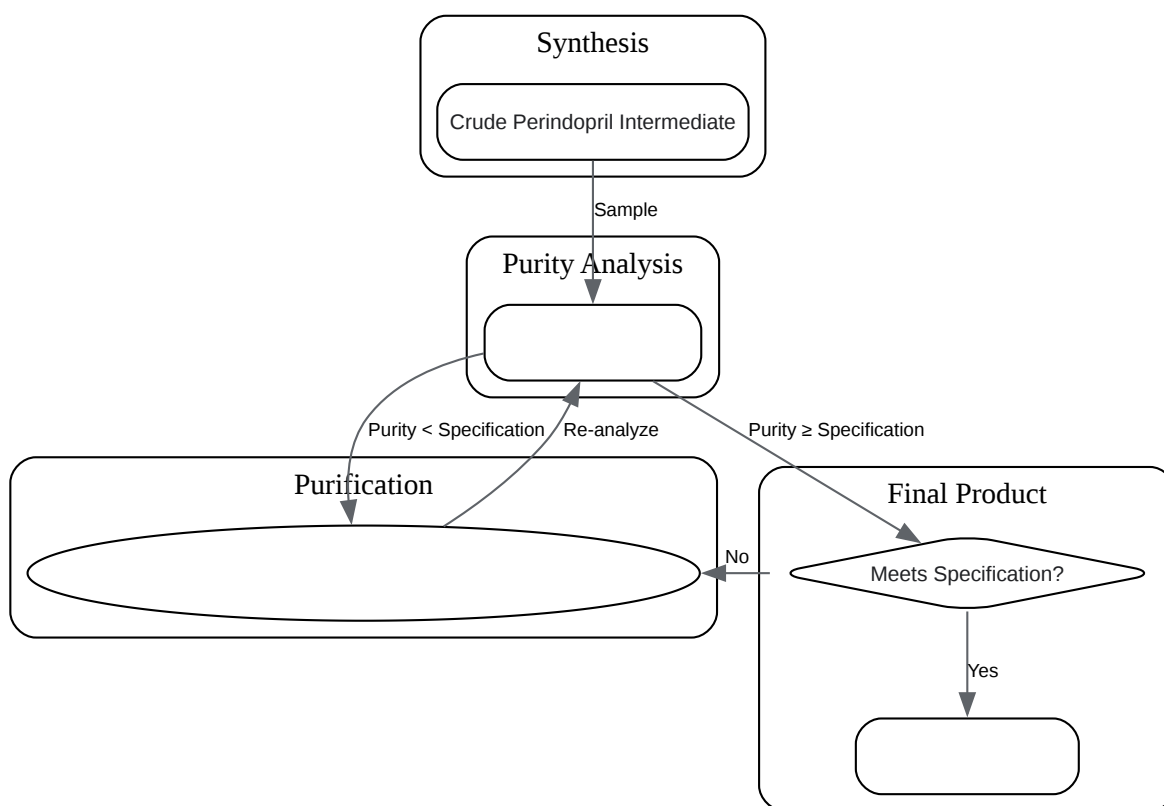 Synthesis
Crude Perindopril Intermediate
Sample
Purity Analysis
Purity < Specification
Re-analyze
Purity ≥ Specification
Purification
Final Product
No
Meets Specification?
Yes